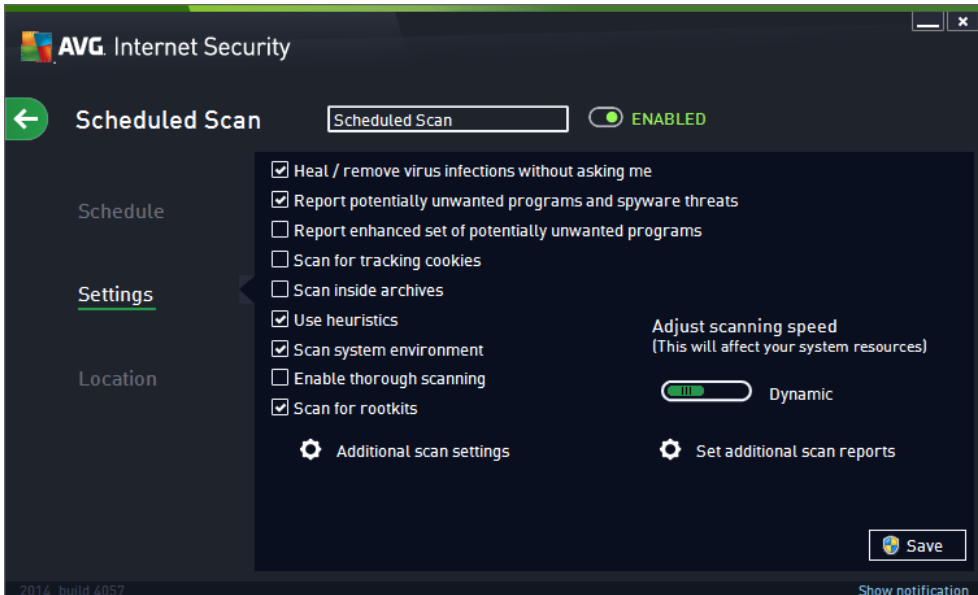 AVG. Internet Security
Scheduled Scan
Scheduled Scan
ENABLED
Schedule
Settings
Location
Heal / remove virus infections without asking me
Report potentially unwanted programs and spyware threats
Report enhanced set of potentially unwanted programs
Scan for tracking cookies
Scan inside archives
Use heuristics
Scan system environment
Enable thorough scanning
Scan for rootkits
Adjust scanning speed
(This will affect your system resources)
Dynamic
Additional scan settings
Set additional scan reports
Save
2014 build 4057
Show notification